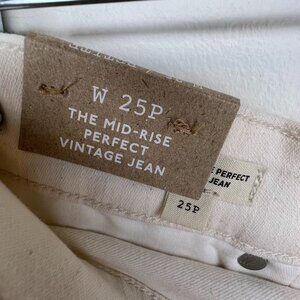 W 25P
THE MID-RISE
PERFECT
VINTAGE JEAN
PERFECT
JEAN
25P